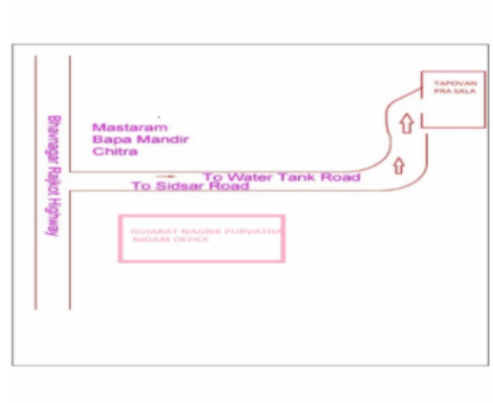 TAPOVAN
PRA SALA
Mastaram
Bapa Mandir
Chitra
Bhavnagar Rajkot Highway
To Water Tank Road
To Sidsar Road
GUJARAT NAGRIK PURVATHA
NIGAM OFFICE